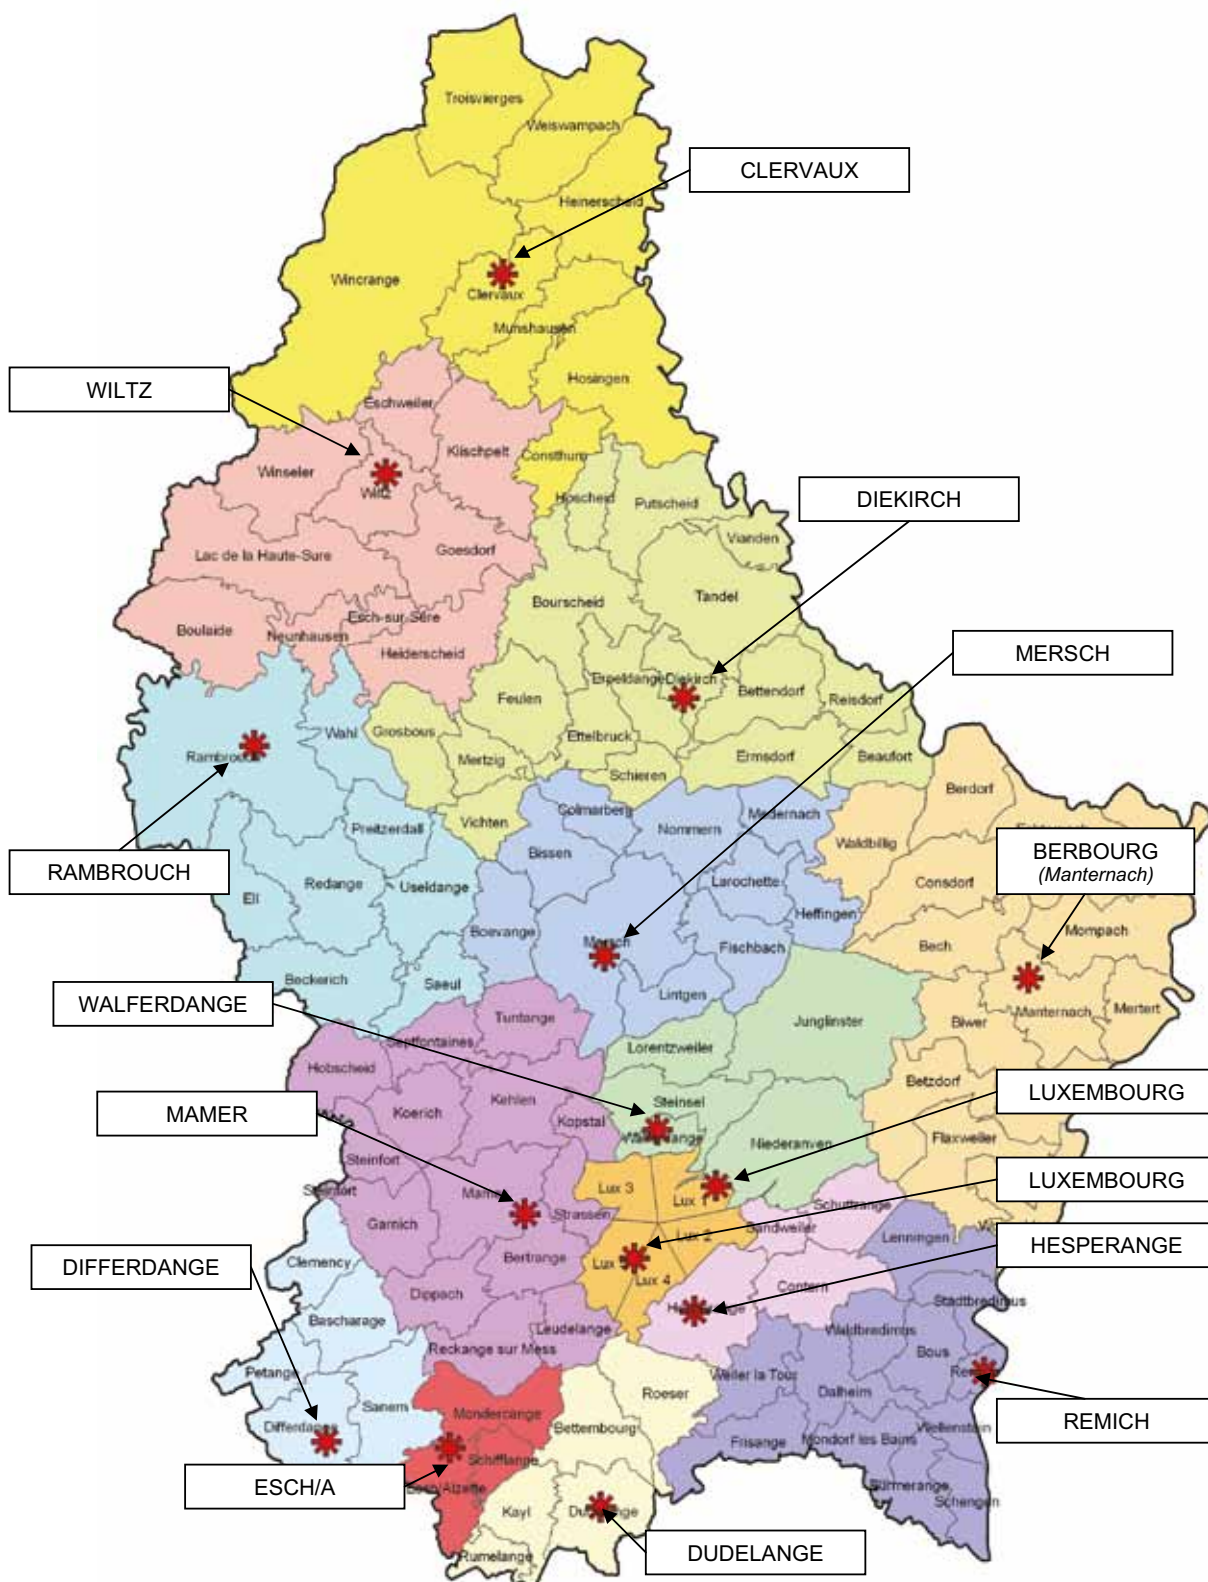 Troisvierges
Weiswampach
CLERVAUX
Heinerscheid
Wincrange
Clervaux
Munshausen
WILTZ
Hosingen
Eschweiler
Kiischpelt
Consthum
Winseler
Wiltz
Hoscheid
Putscheid
DIEKIRCH
Vianden
Lac de la Haute-Sure
Goesdorf
Bourscheid
Tandel
Boulaide
Neunhausen
Esch-sur-Sûre
Heiderscheid
MERSCH
Erpeldange
Diekirch
Bettendorf
Reisdorf
Feulen
Wahl
Grosbous
Ettelbruck
Rambrouch
Mertzig
Schieren
Ermsdorf
Beaufort
Berdorf
Vichten
Colmarberg
Nommern
Medernach
Preitzerdall
Bissen
Waldbillig
RAMBROUCH
BERBOURG
(Manternach)
Ell
Redange
Useldange
Larochette
Consdorf
Heffingen
Boevange
Mersch
Fischbach
Bech
Mompach
Beckerich
Saeul
Lintgen
WALFERDANGE
Tuntange
Junglinster
Manternach
Mertert
Biwer
Septfontaines
Lorentzweiler
Hobscheid
Betzdorf
Kehlen
Steinsel
LUXEMBOURG
MAMER
Koerich
Kopstal
Niederanven
Flaxweiler
Steinfort
Lux 3
Lux 1
LUXEMBOURG
Steinfort
Mamer
Strassen
Schuttrange
Garnich
Lux 2
Sandweiler
Lenningen
HESPERANGE
DIFFERDANGE
Clemency
Bertrange
Lux
Lux 4
Contern
Dippach
Stadtbredimus
Bascharage
Leudelange
Waldbredimus
Reckange sur Mess
Bous
Petange
Weiler la Tour
Roeser
Dalheim
Sanem
Mondercange
REMICH
Differdange
Bettembourg
Frisange
Mondorf les Bains
Wellenstein
Schifflange
ESCH/A
Esch/Alzette
Burmerange
Schengen
Kayl
Dudelange
Rumelange
DUDELANGE